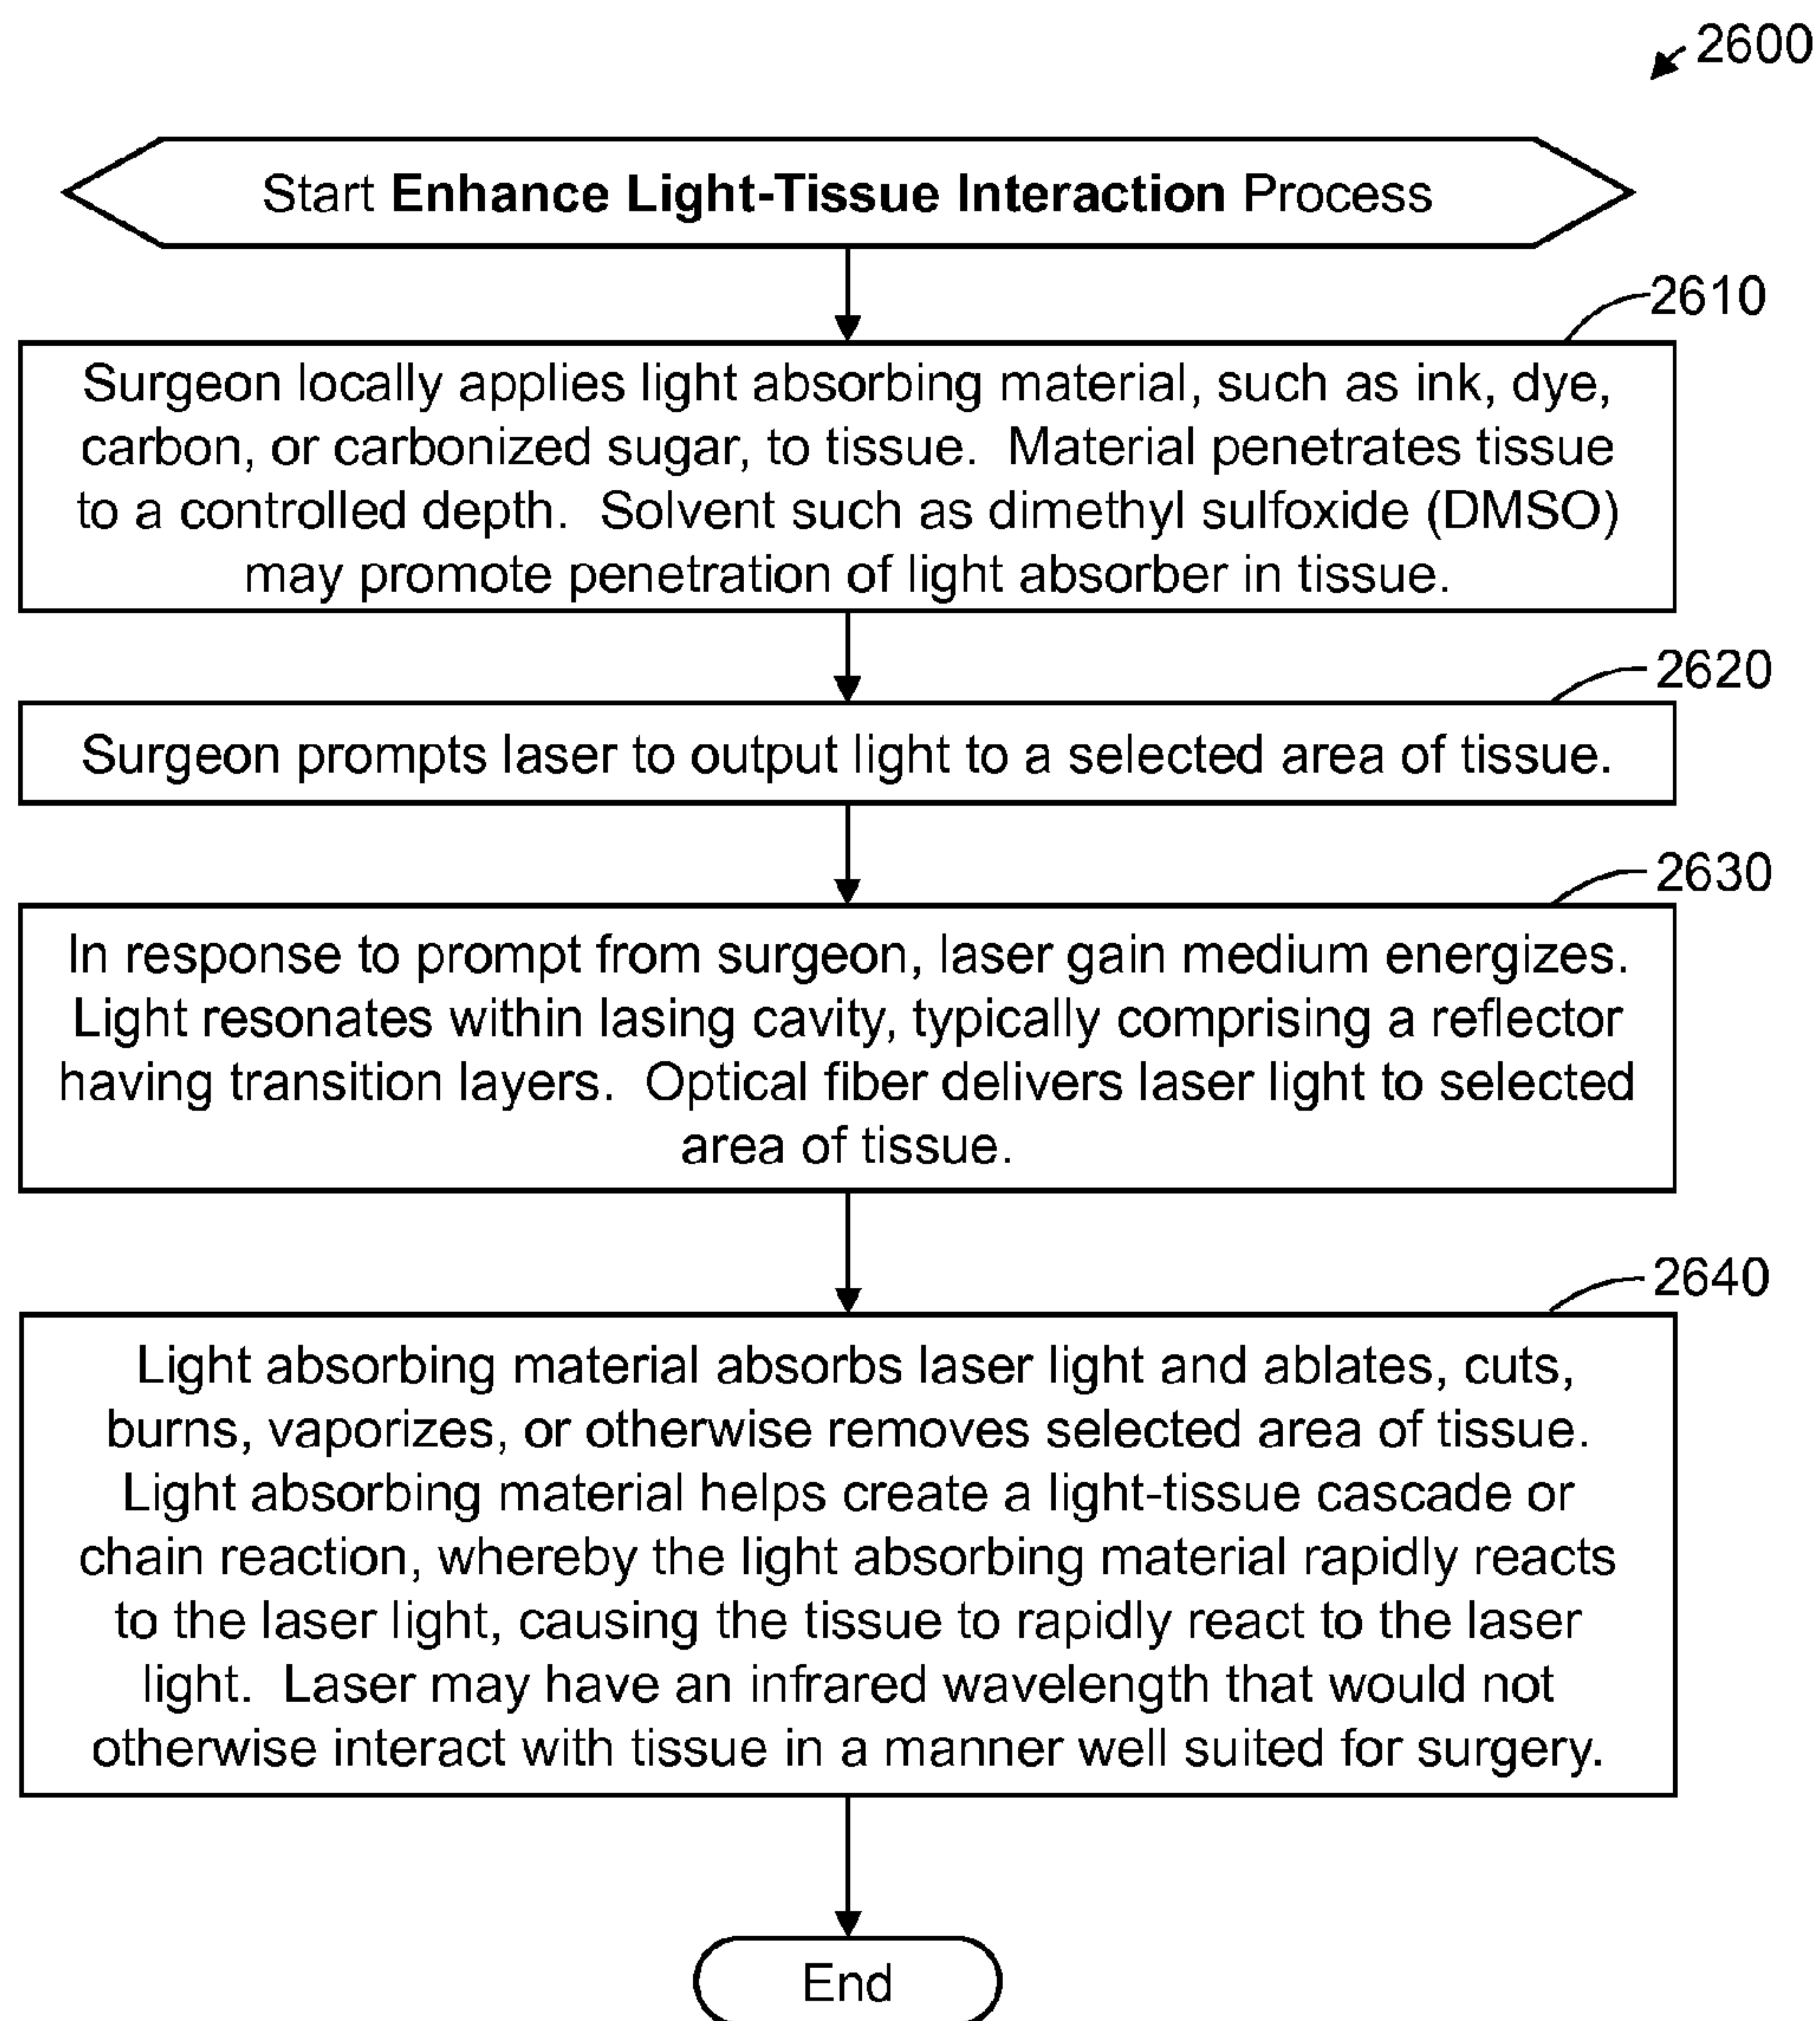 2600
Start Enhance Light-Tissue Interaction Process
2610
Surgeon locally applies light absorbing material, such as ink, dye,
carbon, or carbonized sugar, to tissue.  Material penetrates tissue
to a controlled depth.  Solvent such as dimethyl sulfoxide (DMSO)
may promote penetration of light absorber in tissue.
2620
Surgeon prompts laser to output light to a selected area of tissue.
2630
In response to prompt from surgeon, laser gain medium energizes.
Light resonates within lasing cavity, typically comprising a reflector
having transition layers.  Optical fiber delivers laser light to selected
area of tissue.
2640
Light absorbing material absorbs laser light and ablates, cuts,
burns, vaporizes, or otherwise removes selected area of tissue.
Light absorbing material helps create a light-tissue cascade or
chain reaction, whereby the light absorbing material rapidly reacts
to the laser light, causing the tissue to rapidly react to the laser
light.  Laser may have an infrared wavelength that would not
otherwise interact with tissue in a manner well suited for surgery.
End